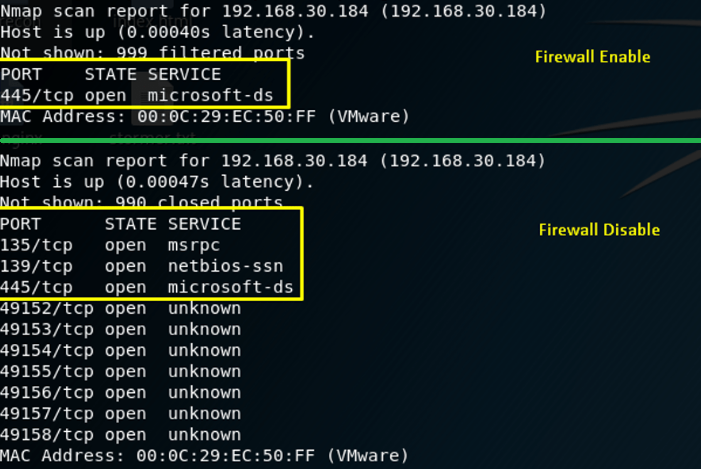 Nmap scan report for 192.168.30.184 (192.168.30.184)
Host is up (0.00040s latency).
Not shown: 999 filtered ports
Firewall Enable
PORT    STATE SERVICE
445/tcp open  microsoft-ds
MAC Address: 00:0C:29:EC:50:FF (VMware)
Nmap scan report for 192.168.30.184 (192.168.30.184)
Host is up (0.00047s latency).
Not shown: 990 closed ports
PORT      STATE SERVICE
Firewall Disable
135/tcp   open  msrpc
139/tcp   open  netbios-ssn
445/tcp   open  microsoft-ds
49152/tcp open  unknown
49153/tcp open  unknown
49154/tcp open  unknown
49155/tcp open  unknown
49156/tcp open  unknown
49157/tcp open  unknown
49158/tcp open  unknown
MAC Address: 00:0C:29:EC:50:FF (VMware)